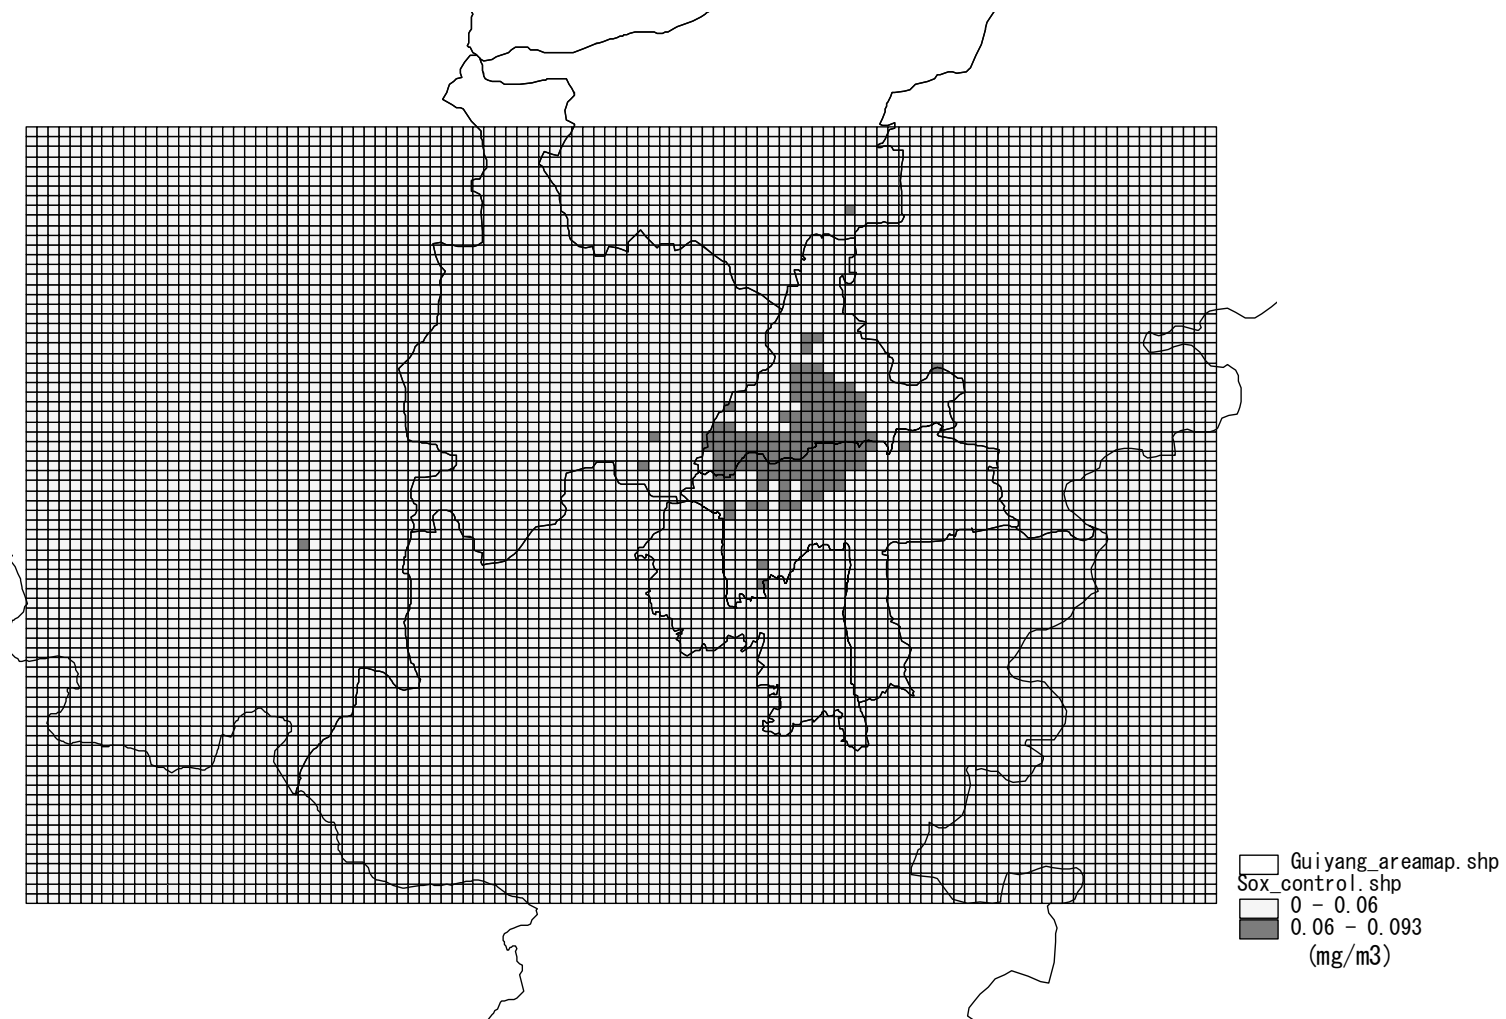 Guiyang_areamap.shp
Sox_control.shp
0 - 0.06
0.06 - 0.093
(mg/m3)